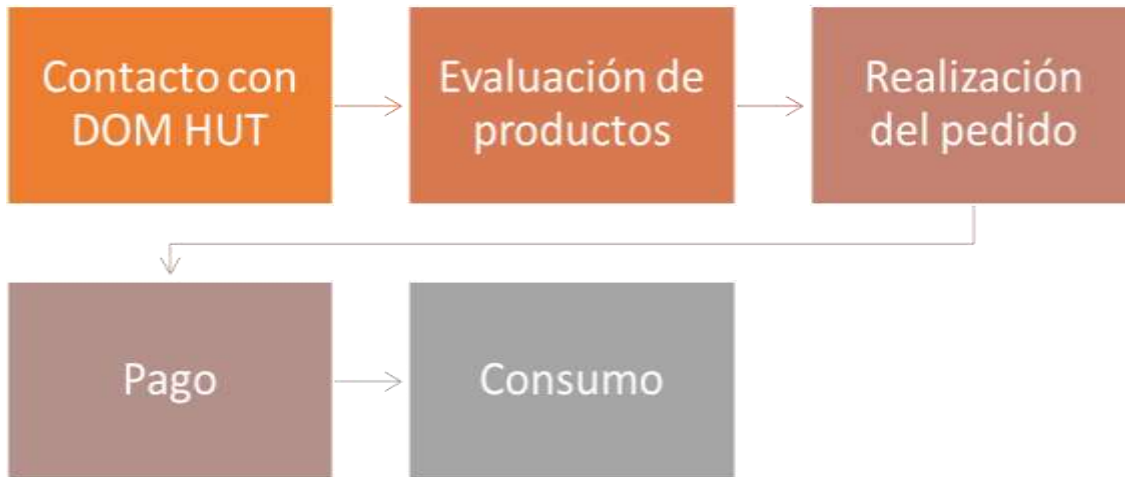 Contacto con
DOM HUT
Evaluación de
productos
Realización
del pedido
Pago
Consumo